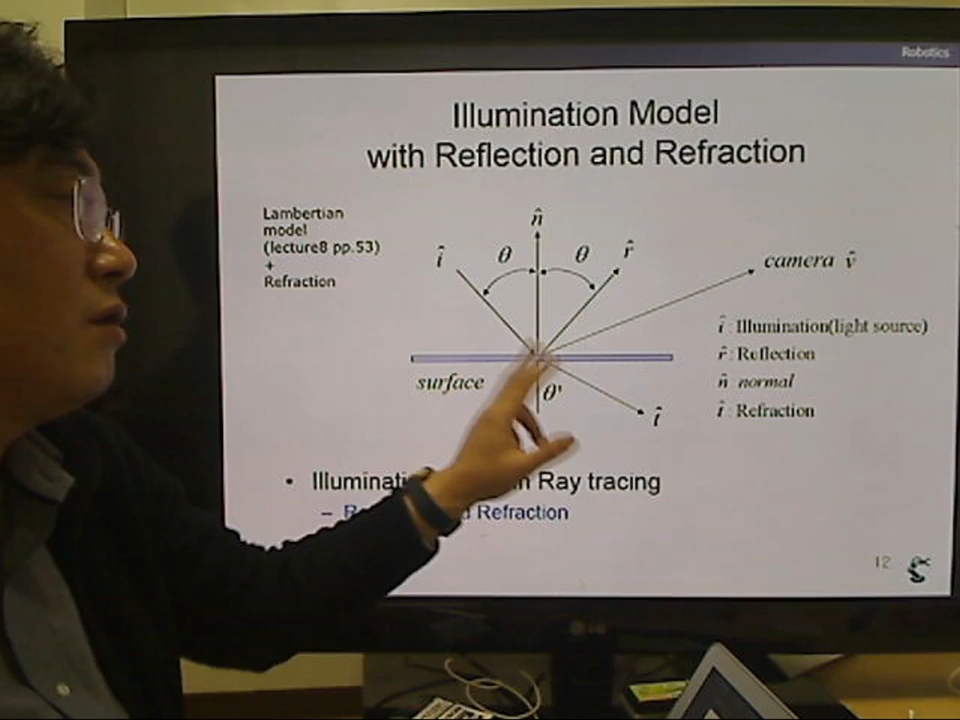 Robotics
Illumination Model
with Reflection and Refraction
Lambertian
model
(lecture8 pp.53)
+
Refraction
n̂
î θ θ r̂
camera v̂
surface
θ'
t̂
î : Illumination(light source)
r̂ : Reflection
n̂ : normal
t̂ : Refraction
• Illuminati Ray tracing
– Refraction
12